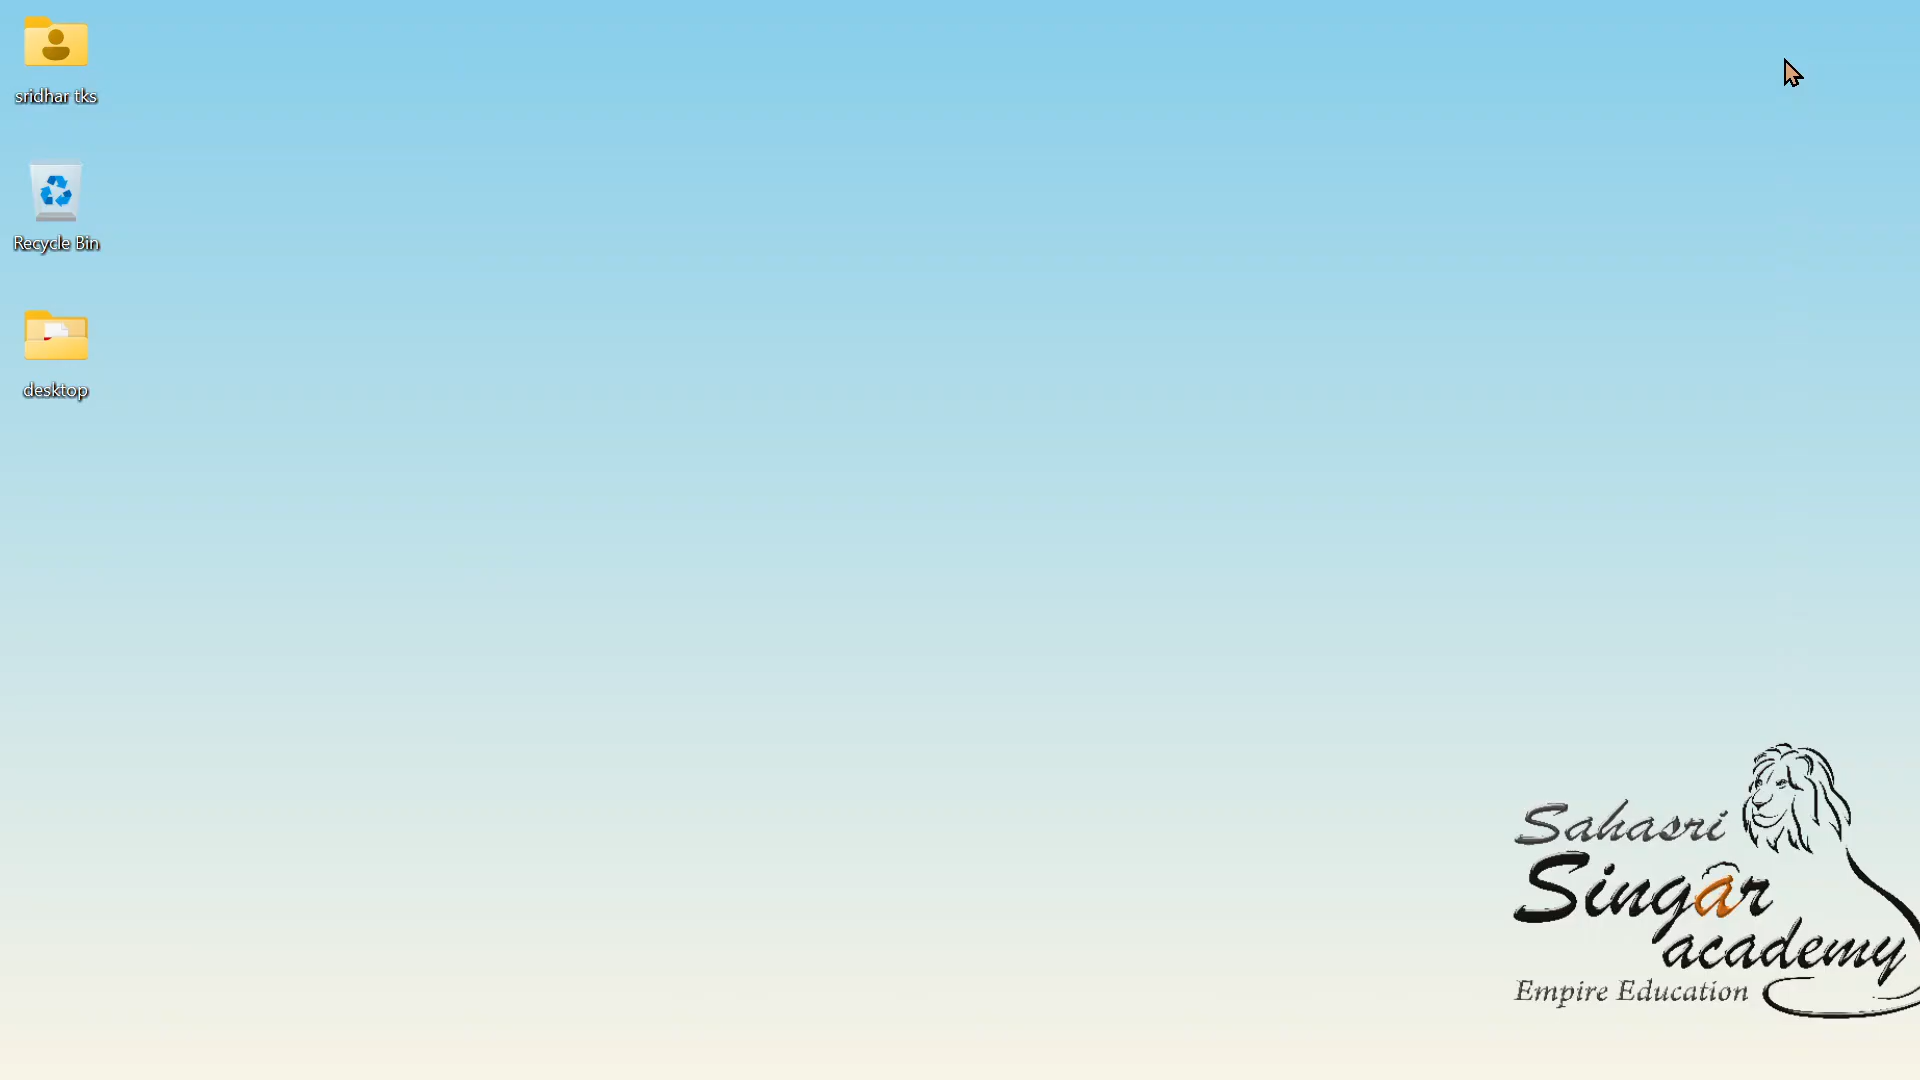 sridhar tks
Recycle Bin
desktop
Sahasri
Singar
academy
Empire Education